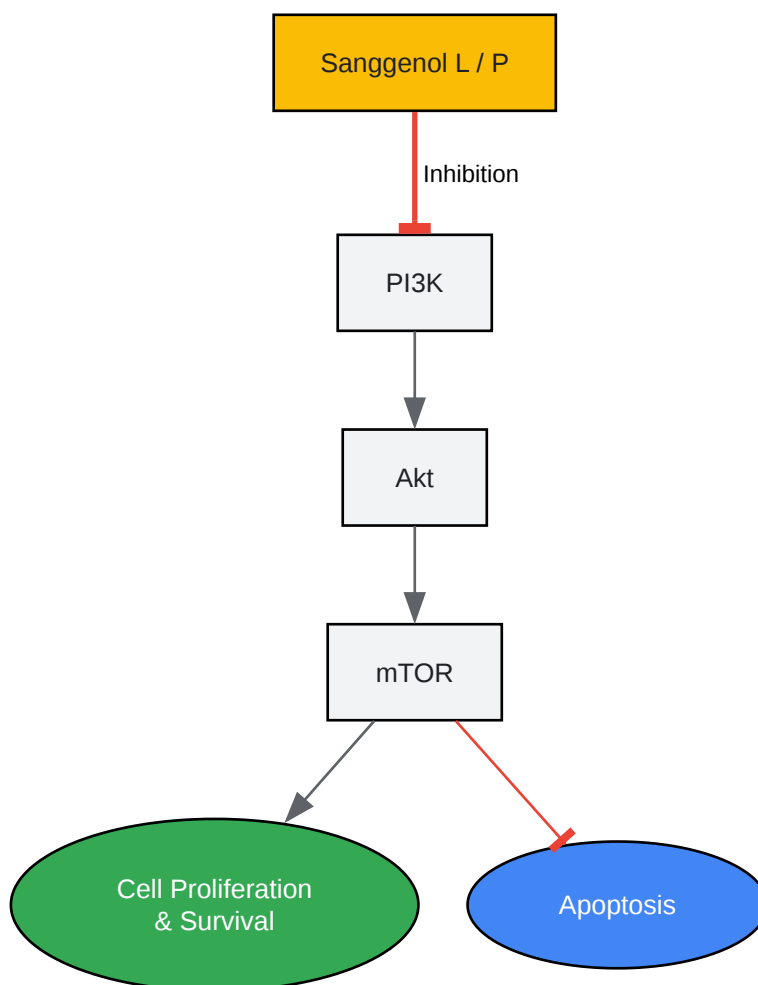 Sanggenol L / P
Inhibition
PI3K
Akt
mTOR
Cell Proliferation
& Survival
Apoptosis